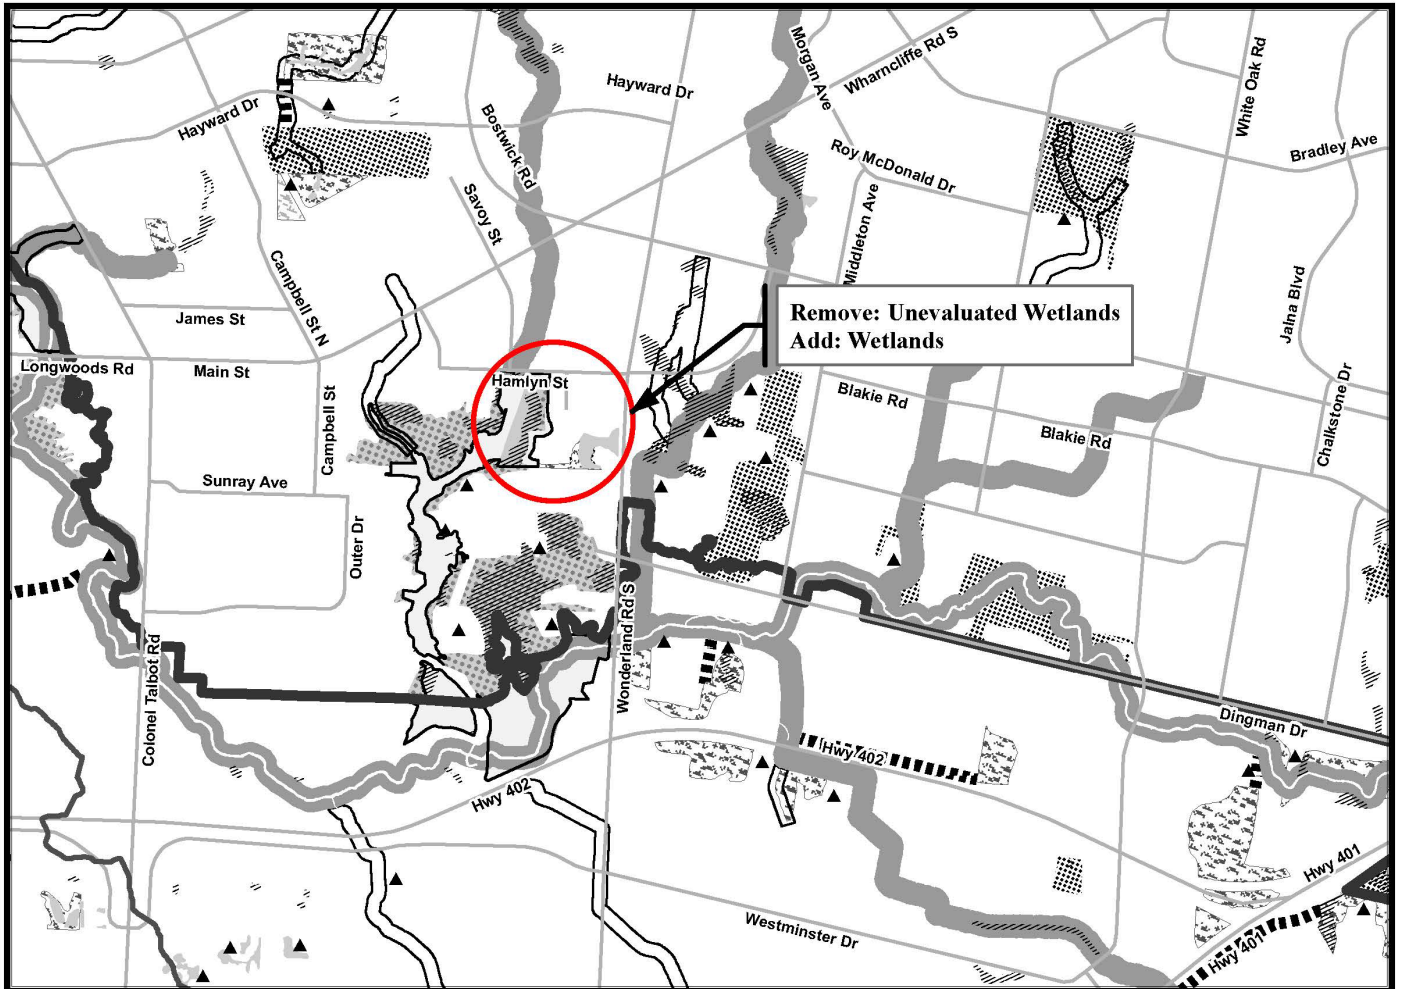 Morgan Ave
Wharncliffe Rd S
White Oak Rd
Hayward Dr
Hayward Dr
Bostwick Rd
Bradley Ave
Roy McDonald Dr
Savoy St
Middleton Ave
Campbell St N
Jalna Blvd
James St
Remove: Unevaluated Wetlands
Add: Wetlands
Longwoods Rd
Main St
Hamlyn St
Campbell St
Blakie Rd
Blakie Rd
Chalkstone Dr
Sunray Ave
Outer Dr
Wonderland Rd S
Colonel Talbot Rd
Dingman Dr
Hwy 402
Hwy 402
Hwy 401
Westminster Dr
Hwy 401